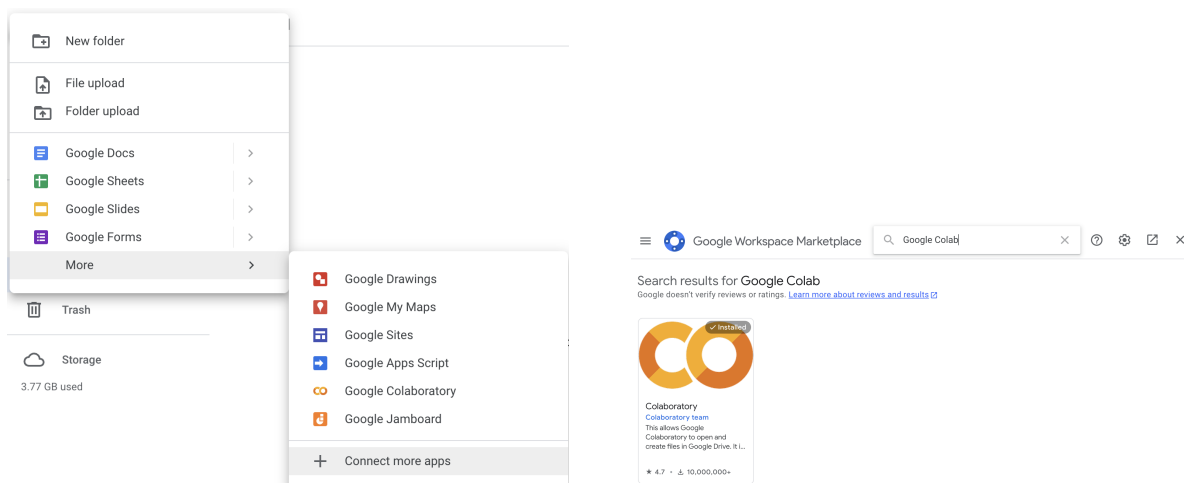 New folder
File upload
Folder upload
Google Docs
Google Sheets
Google Slides
Google Forms
More
Trash
Storage
3.77 GB used
Google Drawings
Google My Maps
Google Sites
Google Apps Script
Google Colaboratory
Google Jamboard
Connect more apps
Google Workspace Marketplace
Google Colab
Search results for Google Colab
Google doesn't verify reviews or ratings. Learn more about reviews and results
Installed
Colaboratory
Colaboratory team
This allows Google
Colaboratory to open and
create files in Google Drive. It i...
4.7 • 10,000,000+